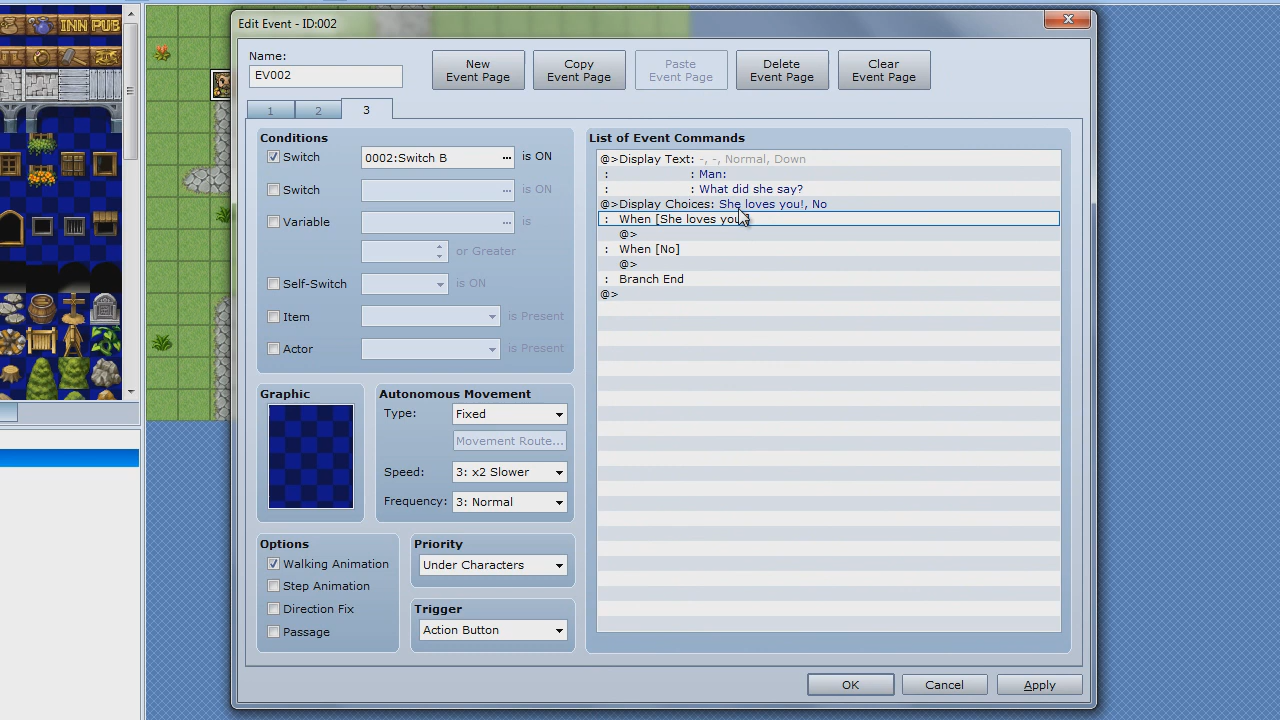 INN PUB
Edit Event - ID:002
Name:
EV002
New
Event Page
Copy
Event Page
Paste
Event Page
Delete
Event Page
Clear
Event Page
1
2
3
Conditions
Switch
0002:Switch B
...
is ON
Switch
...
is ON
Variable
...
is
or Greater
Self-Switch
is ON
Item
is Present
Actor
is Present
Graphic
Autonomous Movement
Type:
Fixed
Movement Route...
Speed:
3: x2 Slower
Frequency:
3: Normal
Options
Walking Animation
Step Animation
Direction Fix
Passage
Priority
Under Characters
Trigger
Action Button
List of Event Commands
@>Display Text: -, -, Normal, Down
: : Man:
: : What did she say?
@>Display Choices: She loves you!, No
: When [She loves you!]
@>
: When [No]
@>
: Branch End
@>
OK
Cancel
Apply